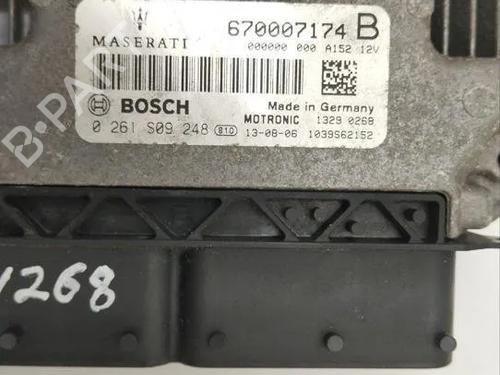 MASERATI 670007174 B
000000 000 A152 12V
BOSCH Made in Germany
MOTRONIC 1329 0268
0 261 S09 248 810 13-08-06 1039S62152
1268
B-PAR